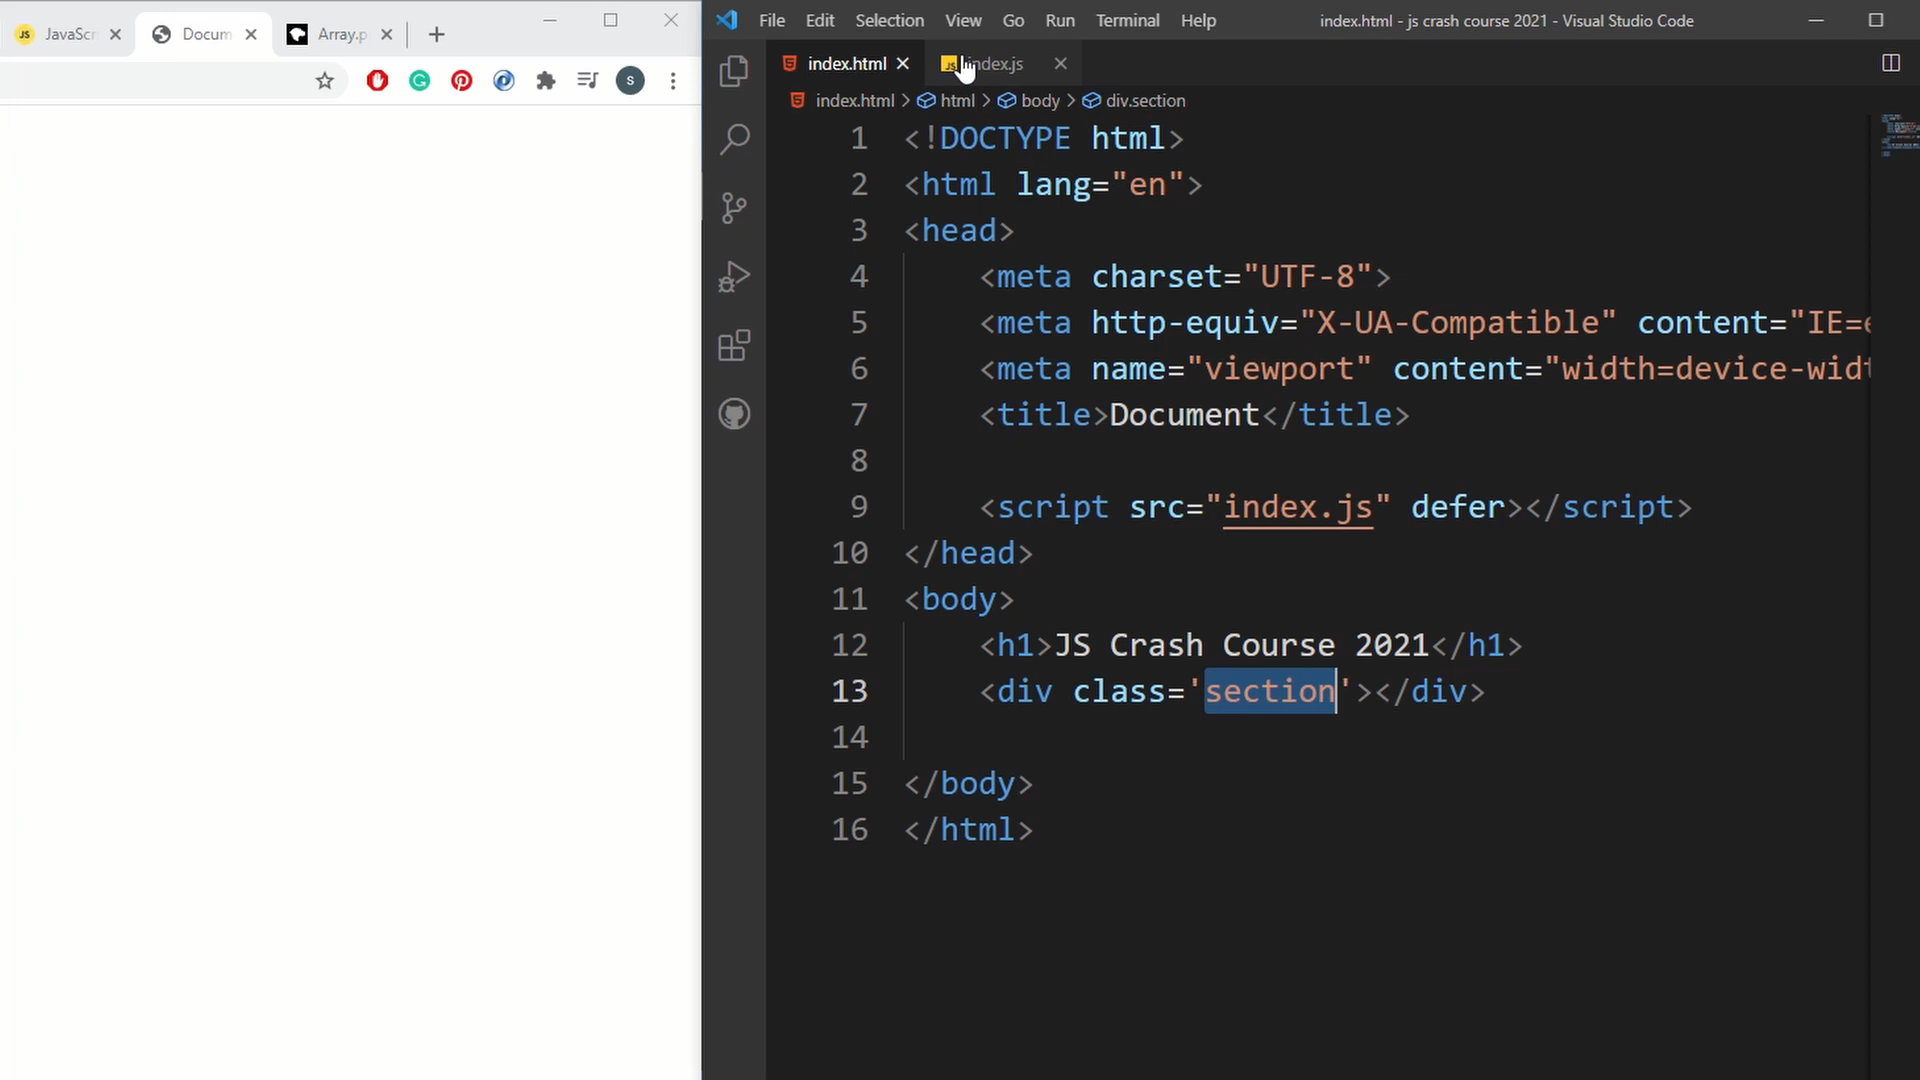 JavaScr
Docum
Array.p
S
File Edit Selection View Go Run Terminal Help
index.html - js crash course 2021 - Visual Studio Code
index.html
JS index.js
index.html > html > body > div.section
1 <!DOCTYPE html>
2 <html lang="en">
3 <head>
4 <meta charset="UTF-8">
5 <meta http-equiv="X-UA-Compatible" content="IE=e
6 <meta name="viewport" content="width=device-widt
7 <title>Document</title>
8
9 <script src="index.js" defer></script>
10 </head>
11 <body>
12 <h1>JS Crash Course 2021</h1>
13 <div class='section'></div>
14
15 </body>
16 </html>